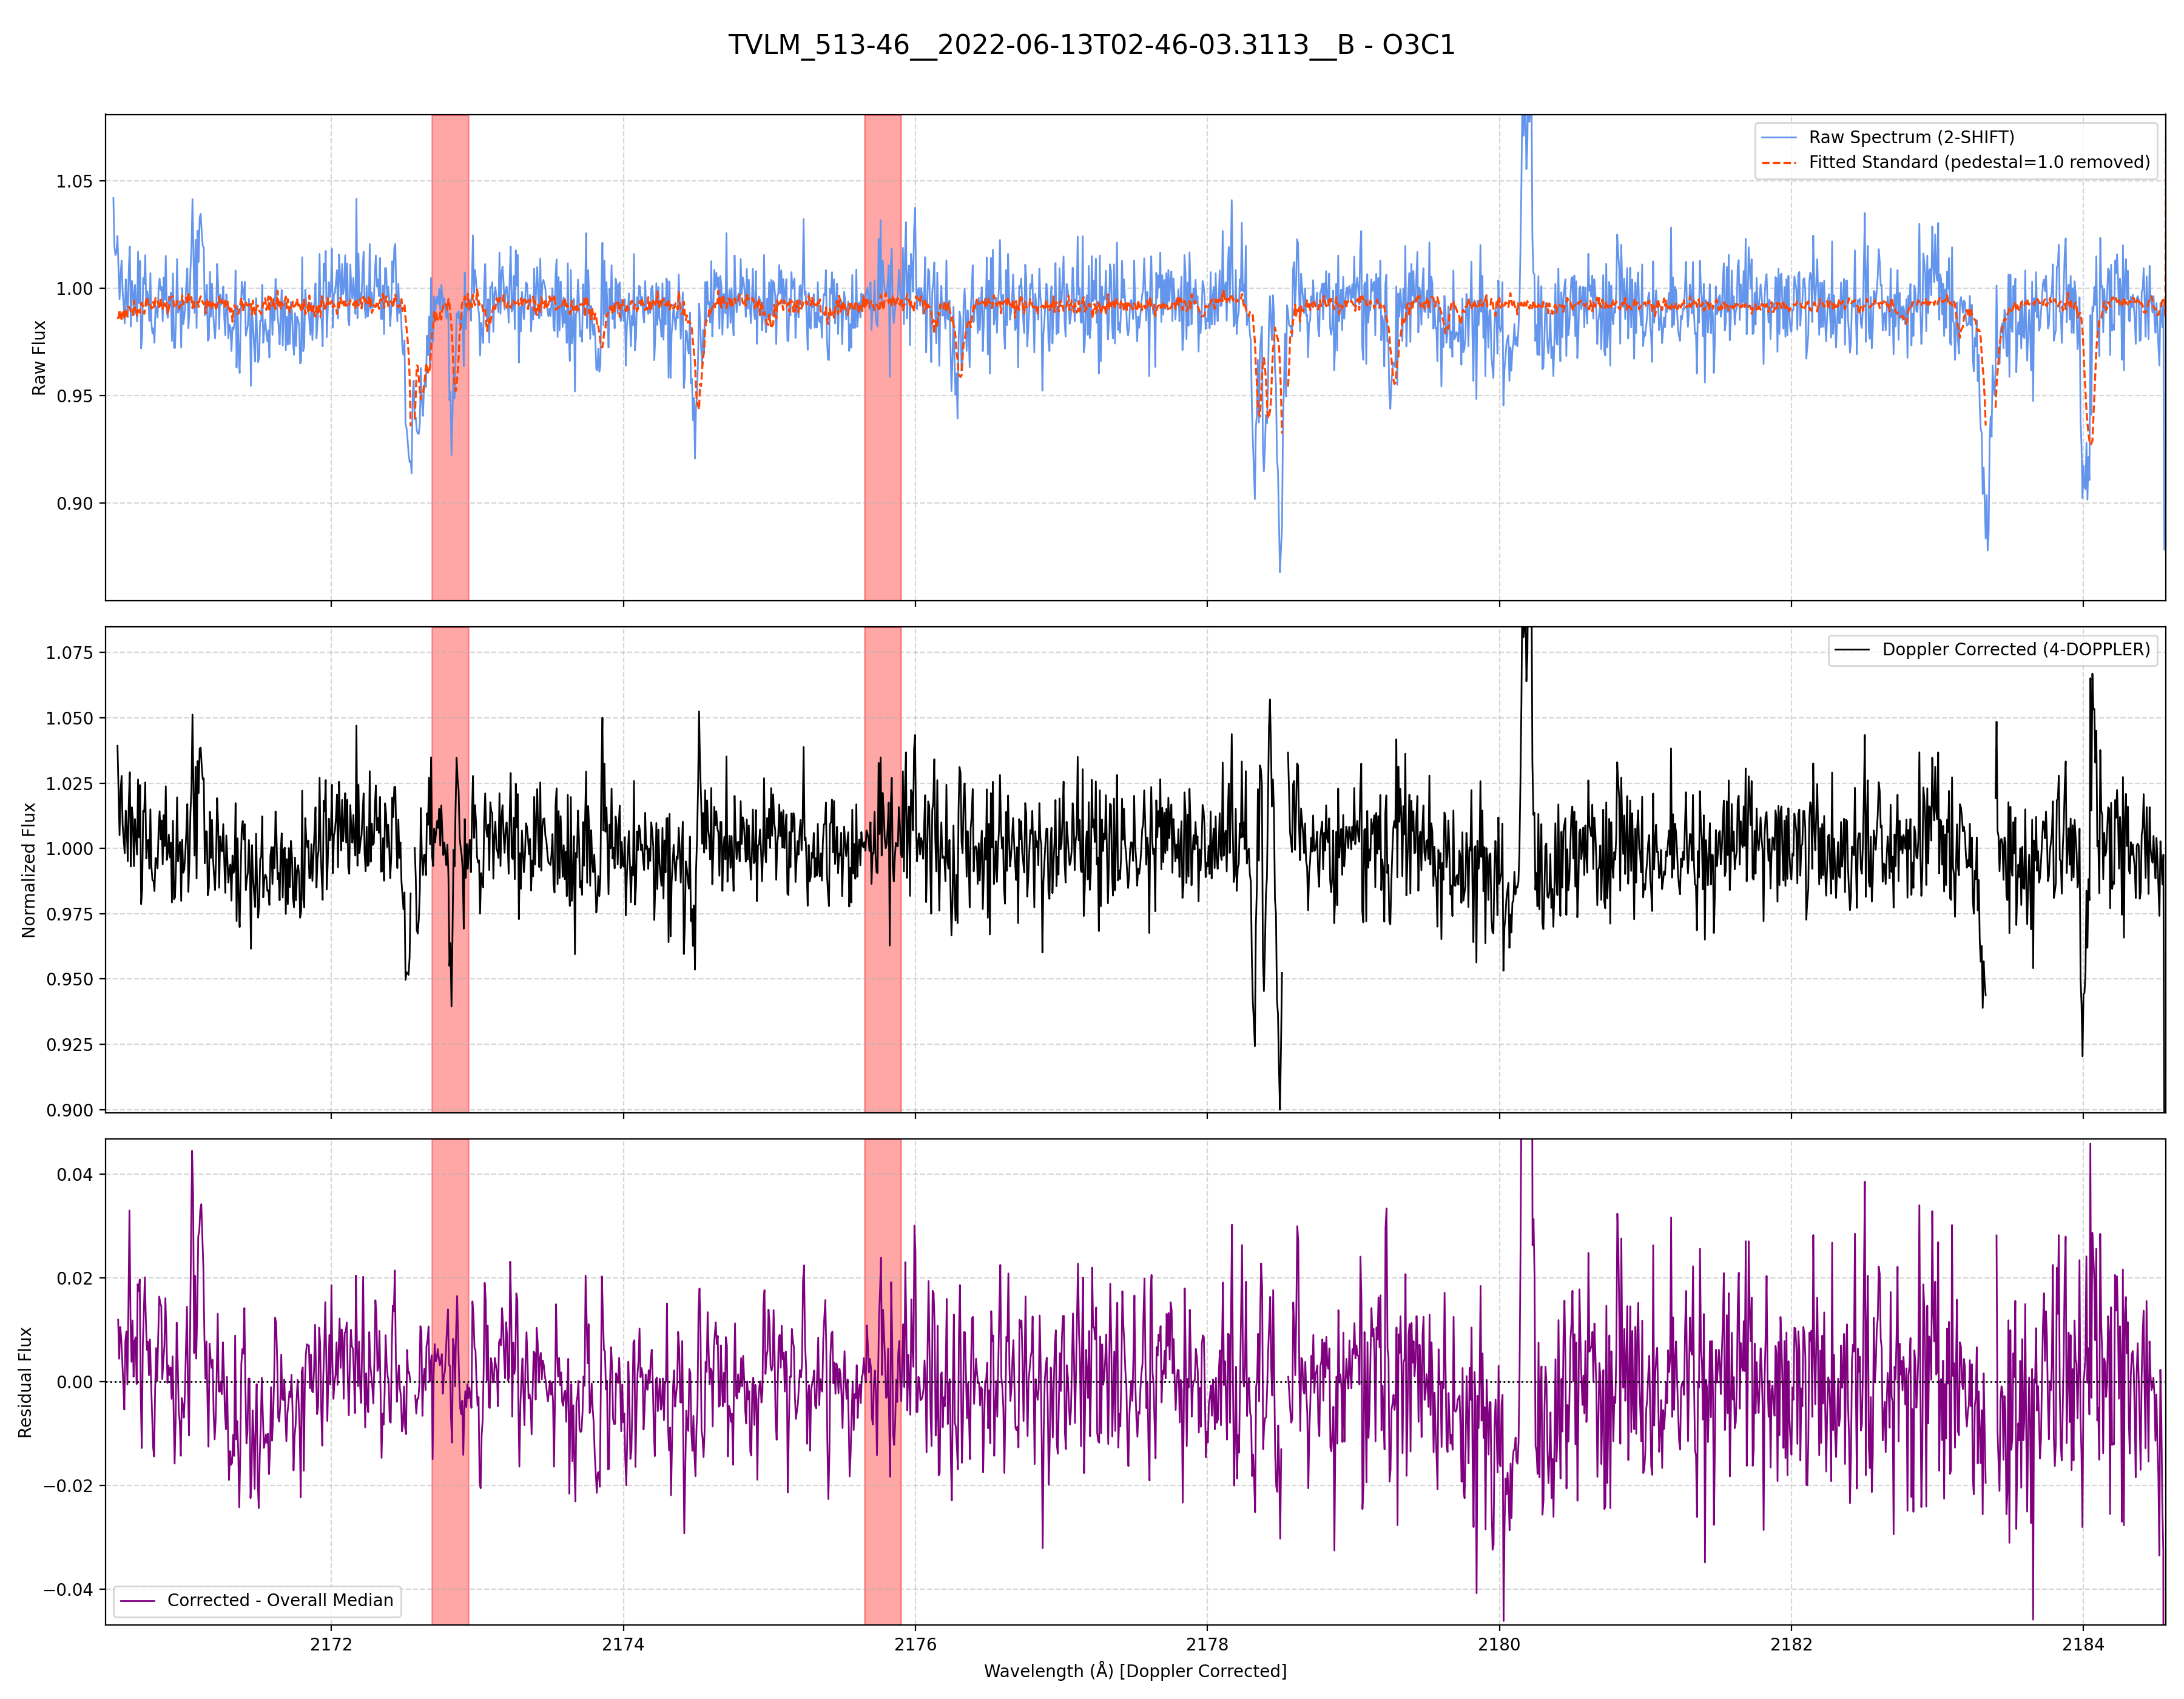 TVLM_513-46__2022-06-13T02-46-03.3113__B - O3C1
Raw Spectrum (2-SHIFT)
Fitted Standard (pedestal=1.0 removed)
Raw Flux
1.05
1.00
0.95
0.90
Doppler Corrected (4-DOPPLER)
Normalized Flux
1.075
1.050
1.025
1.000
0.975
0.950
0.925
0.900
Residual Flux
0.04
0.02
0.00
−0.02
−0.04
Corrected - Overall Median
2172 2174 2176 2178 2180 2182 2184
Wavelength (Å) [Doppler Corrected]